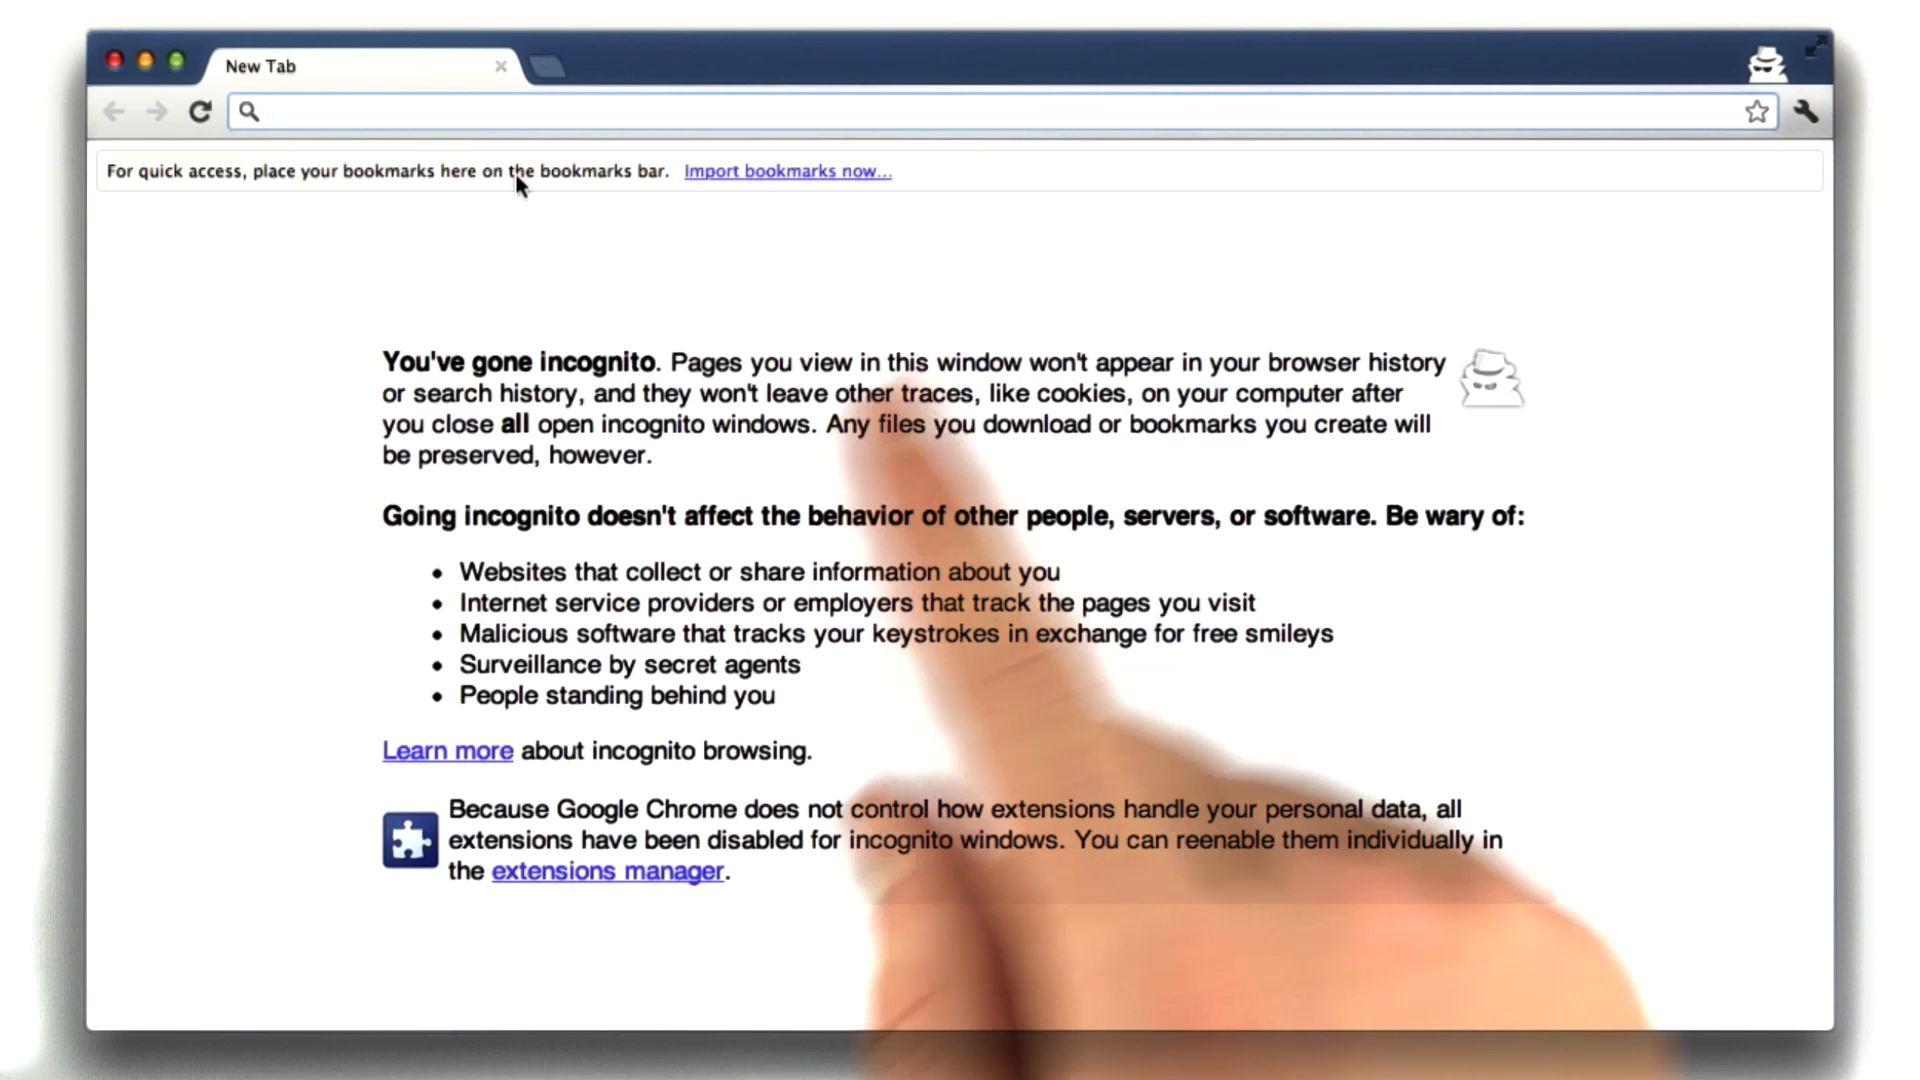 New Tab
For quick access, place your bookmarks here on the bookmarks bar. Import bookmarks now...
You've gone incognito. Pages you view in this window won't appear in your browser history
or search history, and they won't leave other traces, like cookies, on your computer after
you close all open incognito windows. Any files you download or bookmarks you create will
be preserved, however.
Going incognito doesn't affect the behavior of other people, servers, or software. Be wary of:
• Websites that collect or share information about you
• Internet service providers or employers that track the pages you visit
• Malicious software that tracks your keystrokes in exchange for free smileys
• Surveillance by secret agents
• People standing behind you
Learn more about incognito browsing.
Because Google Chrome does not control how extensions handle your personal data, all
extensions have been disabled for incognito windows. You can reenable them individually in
the extensions manager.